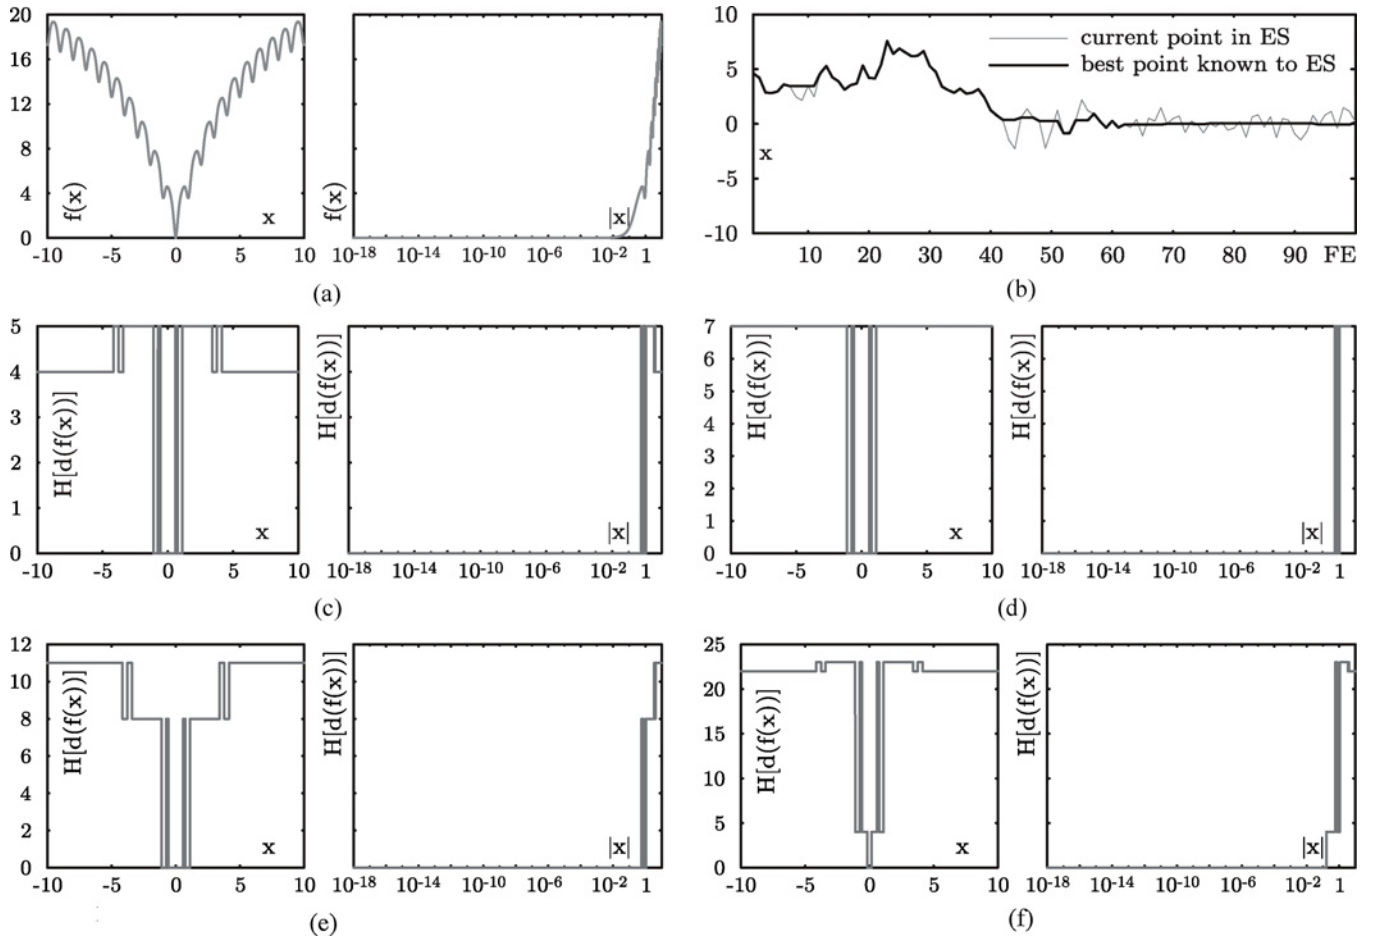 20
16
12
8
4
0
f(x)
x
-10 -5 0 5 10
f(x)
|x|
10-18 10-14 10-10 10-6 10-2 1
(a)
10
5
0
-5
-10
x
current point in ES
best point known to ES
10 20 30 40 50 60 70 80 90 FE
(b)
5
4
3
2
1
0
H[d(f(x))]
x
-10 -5 0 5 10
H[d(f(x))]
|x|
10-18 10-14 10-10 10-6 10-2 1
(c)
7
6
5
4
3
2
1
0
H[d(f(x))]
x
-10 -5 0 5 10
H[d(f(x))]
|x|
10-18 10-14 10-10 10-6 10-2 1
(d)
12
10
8
6
4
2
0
H[d(f(x))]
x
-10 -5 0 5 10
H[d(f(x))]
|x|
10-18 10-14 10-10 10-6 10-2 1
(e)
25
20
15
10
5
0
H[d(f(x))]
x
-10 -5 0 5 10
H[d(f(x))]
|x|
10-18 10-14 10-10 10-6 10-2 1
(f)